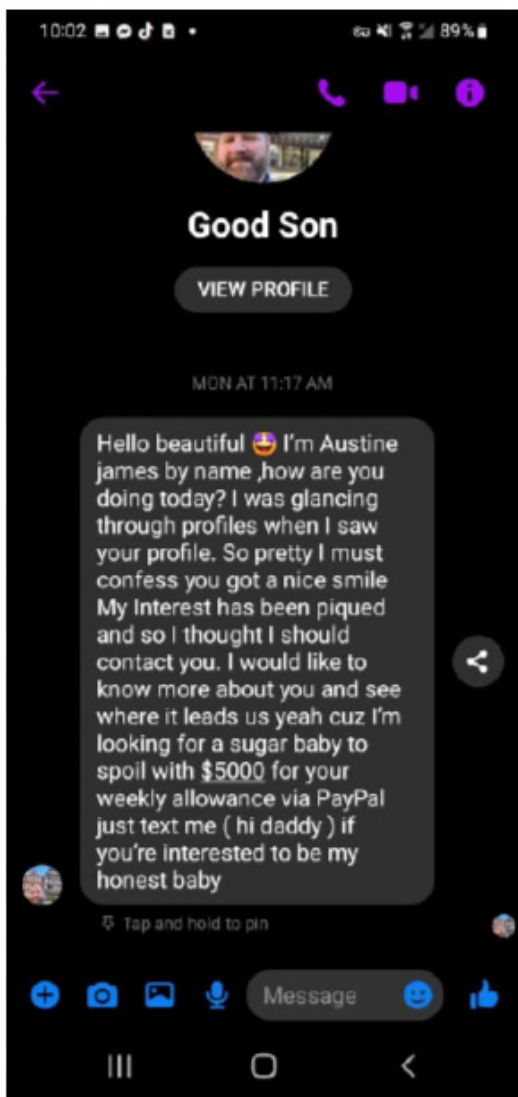 10:02
89%
Good Son
VIEW PROFILE
MON AT 11:17 AM
Hello beautiful 🤩 I'm Austine
james by name ,how are you
doing today? I was glancing
through profiles when I saw
your profile. So pretty I must
confess you got a nice smile
My Interest has been piqued
and so I thought I should
contact you. I would like to
know more about you and see
where it leads us yeah cuz I'm
looking for a sugar baby to
spoil with $5000 for your
weekly allowance via PayPal
just text me ( hi daddy ) if
you're interested to be my
honest baby
Tap and hold to pin
Message